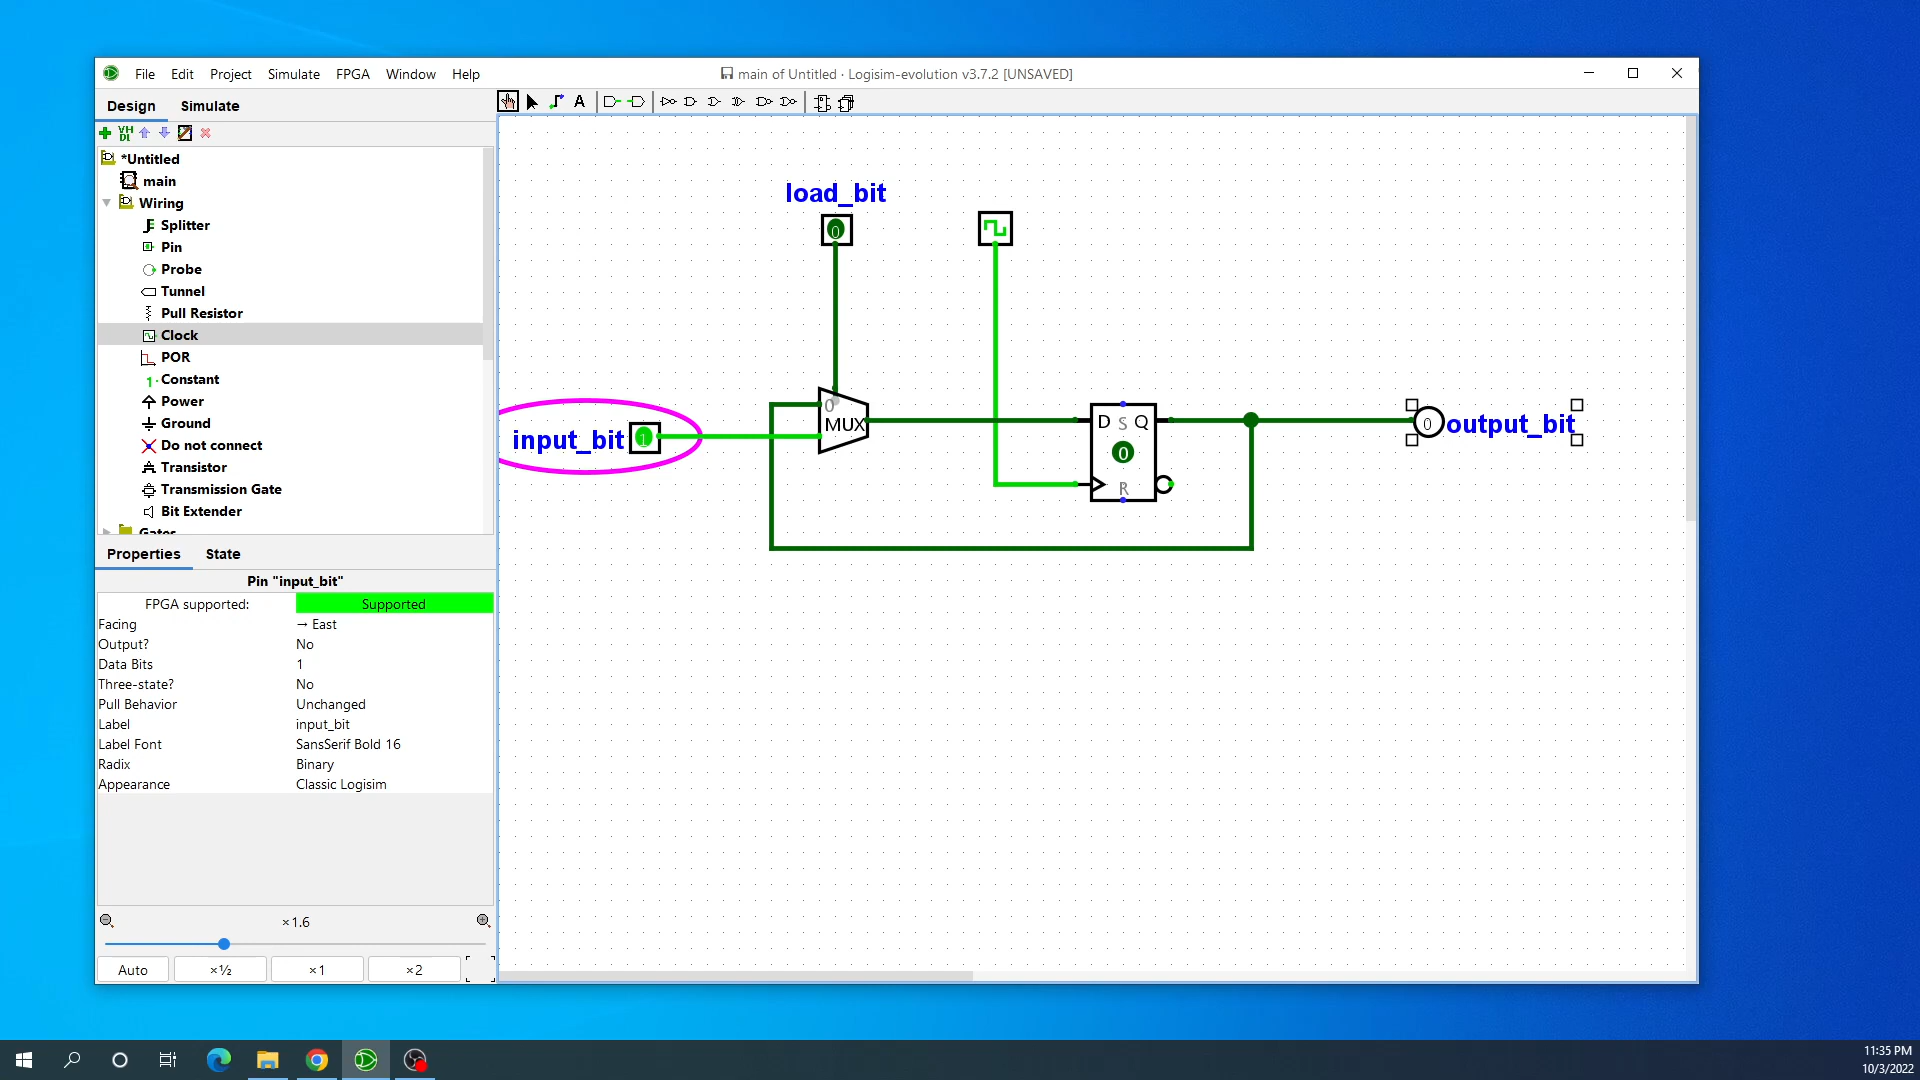 File Edit Project Simulate FPGA Window Help
main of Untitled · Logisim-evolution v3.7.2 [UNSAVED]
Design Simulate
VH
DL
A
*Untitled
main
Wiring
Splitter
Pin
Probe
Tunnel
Pull Resistor
Clock
POR
1 Constant
Power
Ground
Do not connect
Transistor
Transmission Gate
Bit Extender
Gates
Properties State
Pin "input_bit"
FPGA supported: Supported
Facing → East
Output? No
Data Bits 1
Three-state? No
Pull Behavior Unchanged
Label input_bit
Label Font SansSerif Bold 16
Radix Binary
Appearance Classic Logisim
×1.6
Auto ×½ ×1 ×2
load_bit
0
input_bit 1
0
MUX
D S Q
0
R
0 output_bit
11:35 PM
10/3/2022